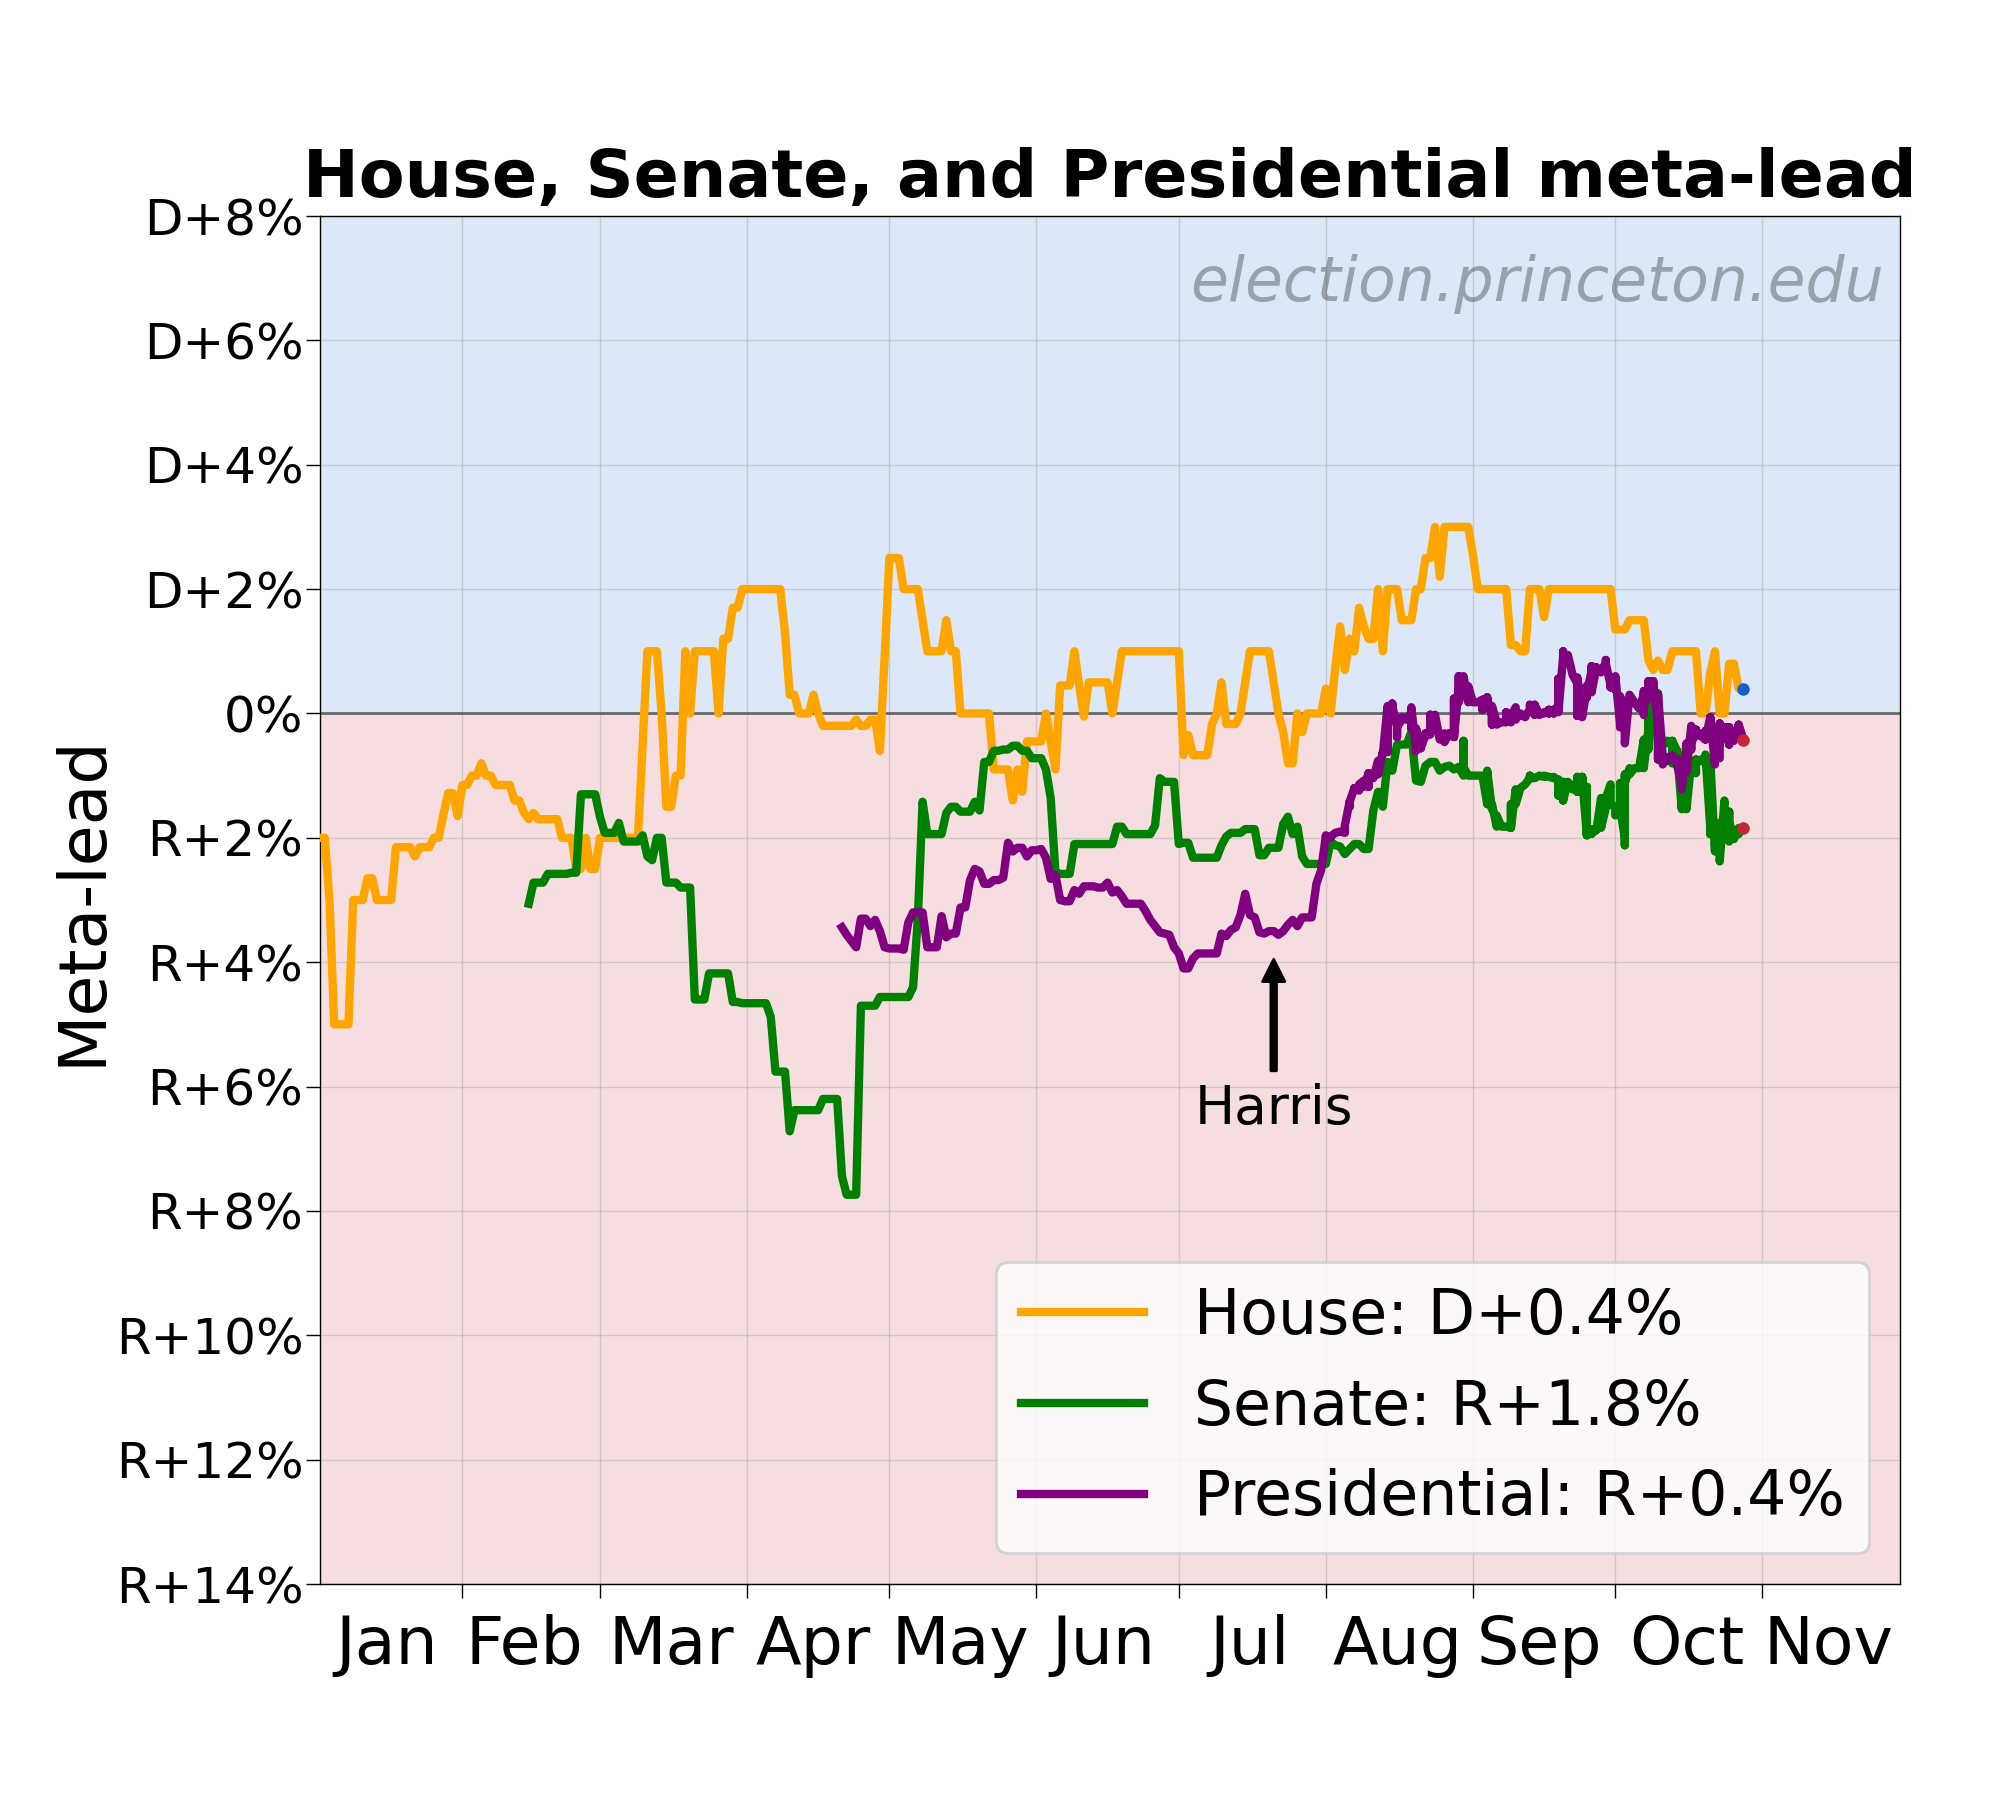 House, Senate, and Presidential meta-lead
election.princeton.edu
D+8%
D+6%
D+4%
D+2%
0%
R+2%
R+4%
R+6%
R+8%
R+10%
R+12%
R+14%
Meta-lead
Harris
House: D+0.4%
Senate: R+1.8%
Presidential: R+0.4%
Jan Feb Mar Apr May Jun Jul Aug Sep Oct Nov